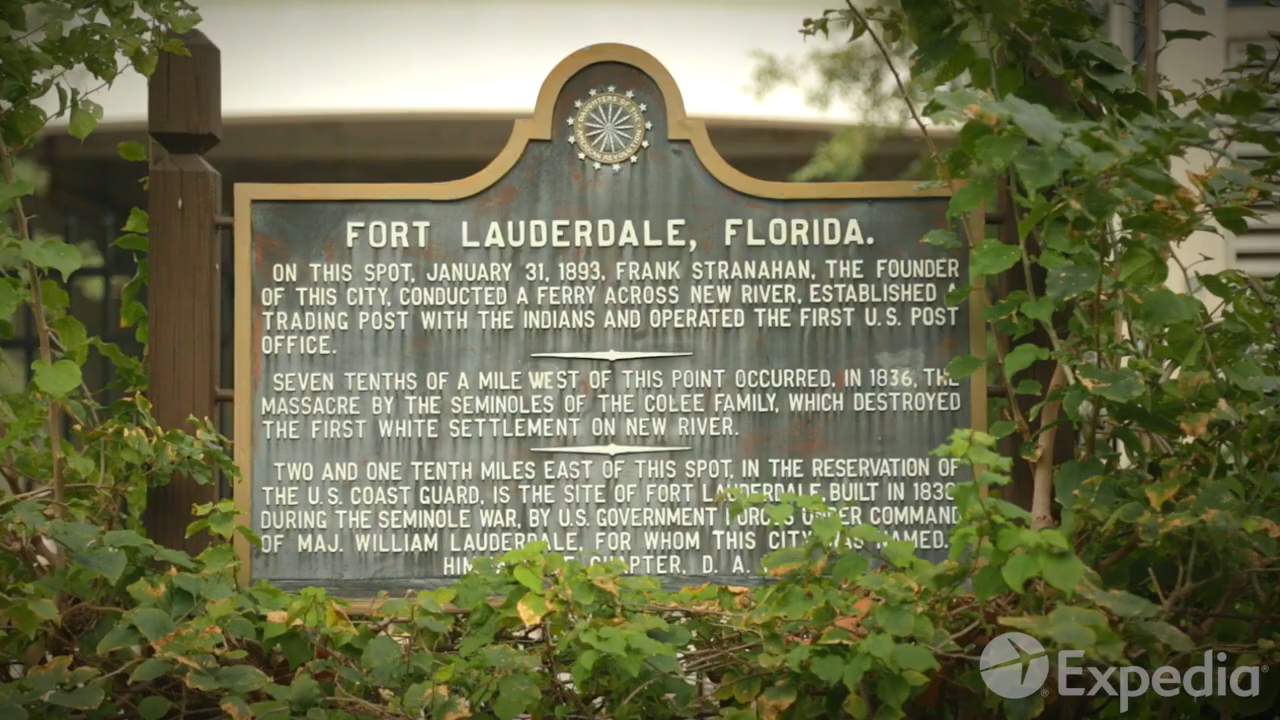 FORT LAUDERDALE, FLORIDA.
ON THIS SPOT, JANUARY 31, 1893, FRANK STRANAHAN, THE FOUNDER
OF THIS CITY, CONDUCTED A FERRY ACROSS NEW RIVER, ESTABLISHED A
TRADING POST WITH THE INDIANS AND OPERATED THE FIRST U.S. POST
OFFICE.
SEVEN TENTHS OF A MILE WEST OF THIS POINT OCCURRED, IN 1836, THE
MASSACRE BY THE SEMINOLES OF THE COLEE FAMILY, WHICH DESTROYED
THE FIRST WHITE SETTLEMENT ON NEW RIVER.
TWO AND ONE TENTH MILES EAST OF THIS SPOT, IN THE RESERVATION OF
THE U.S. COAST GUARD, IS THE SITE OF FORT LAUDERDALE, BUILT IN
DURING THE SEMINOLE WAR, BY U.S. GOVERNMENT FORCES UNDER COMMAND
OF MAJ. WILLIAM LAUDERDALE, FOR WHOM THIS CITY WAS NAMED.
CHAPTER, D. A.
Expedia®